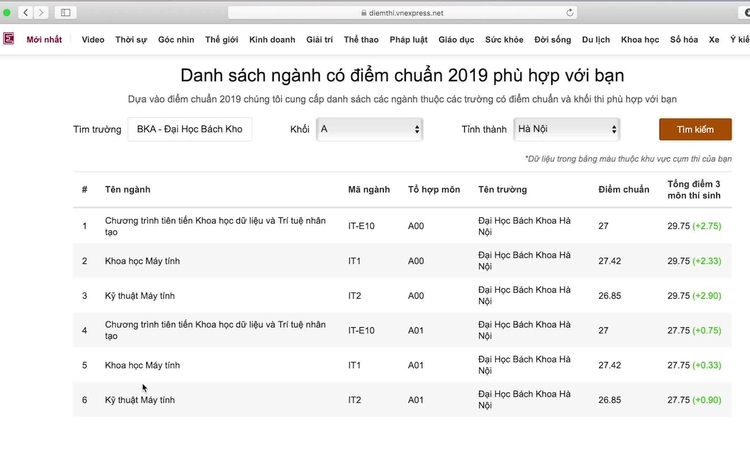 diemthi.vnexpress.net
Mới nhất Video Thời sự Góc nhìn Thế giới Kinh doanh Giải trí Thể thao Pháp luật Giáo dục Sức khỏe Đời sống Du lịch Khoa học Số hóa Xe Ý kiế
Danh sách ngành có điểm chuẩn 2019 phù hợp với bạn
Dựa vào điểm chuẩn 2019 chúng tôi cung cấp danh sách các ngành thuộc các trường có điểm chuẩn và khối thi phù hợp với bạn
Tìm trường BKA - Đại Học Bách Kho Khối A Tỉnh thành Hà Nội Tìm kiếm
*Dữ liệu trong bảng màu thuộc khu vực cụm thi của bạn
# Tên ngành Mã ngành Tổ hợp môn Tên trường Điểm chuẩn Tổng điểm 3
môn thí sinh
1 Chương trình tiên tiến Khoa học dữ liệu và Trí tuệ nhân IT-E10 A00 Đại Học Bách Khoa Hà 27 29.75 (+2.75)
tạo Nội
2 Khoa học Máy tính IT1 A00 Đại Học Bách Khoa Hà 27.42 29.75 (+2.33)
Nội
3 Kỹ thuật Máy tính IT2 A00 Đại Học Bách Khoa Hà 26.85 29.75 (+2.90)
Nội
4 Chương trình tiên tiến Khoa học dữ liệu và Trí tuệ nhân IT-E10 A01 Đại Học Bách Khoa Hà 27 27.75 (+0.75)
tạo Nội
5 Khoa học Máy tính IT1 A01 Đại Học Bách Khoa Hà 27.42 27.75 (+0.33)
Nội
6 Kỹ thuật Máy tính IT2 A01 Đại Học Bách Khoa Hà 26.85 27.75 (+0.90)
Nội